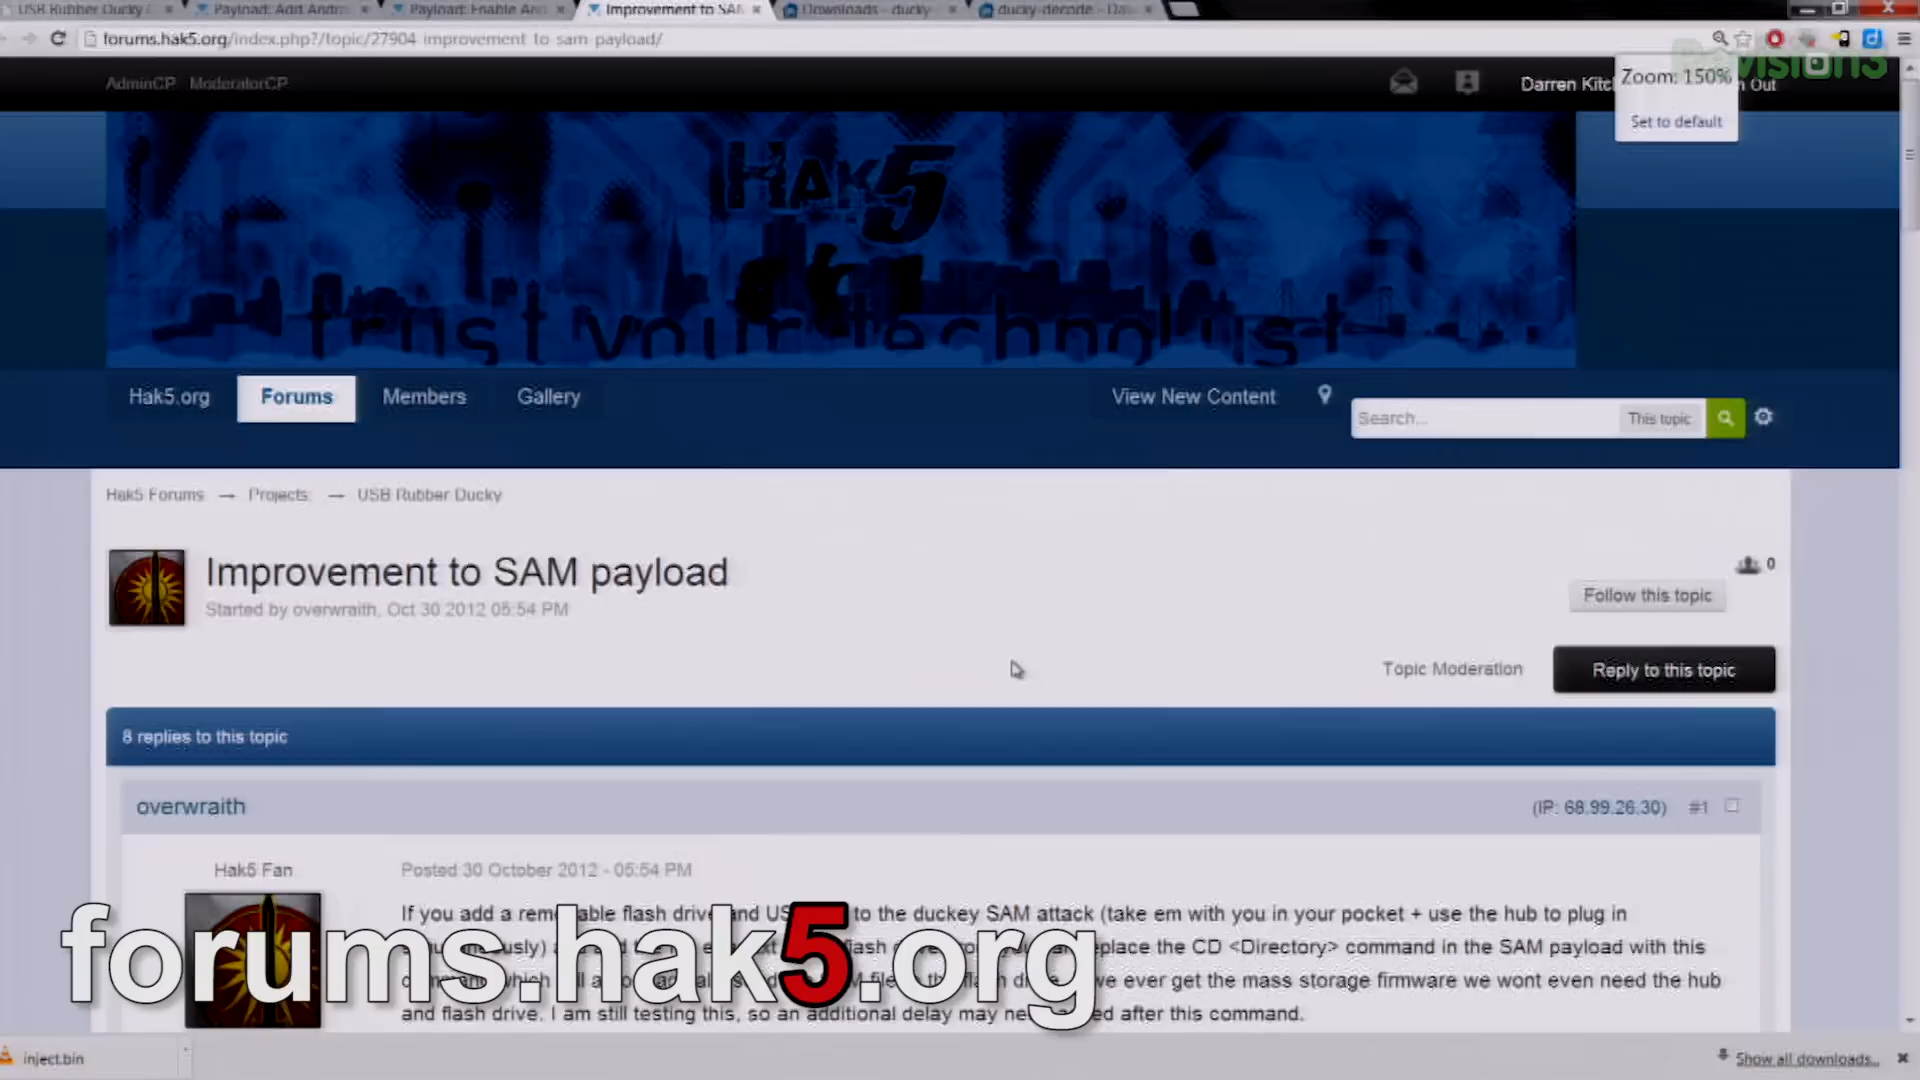 USB Rubber Ducky
Payload: Add Andro
Payload: Enable An
Improvement to SAM
Downloads - ducky
ducky-decode - Da
forums.hak5.org/index.php?/topic/27904 improvement to sam payload/
Revision3
AdminCP ModeratorCP
Darren Kitc
Out
Zoom: 150%
Set to default
HAK5
trust your technolust
Hak5.org
Forums
Members
Gallery
View New Content
Search...
This topic
Hak5 Forums → Projects → USB Rubber Ducky
Improvement to SAM payload
0
Started by overwraith, Oct 30 2012 05:54 PM
Follow this topic
Topic Moderation
Reply to this topic
8 replies to this topic
overwraith
(IP: 68.99.26.30) #1
Hak5 Fan
Posted 30 October 2012 - 05:54 PM
If you add a rem able flash driv and US to the duckey SAM attack (take em with you in your pocket + use the hub to plug in
place the CD <Directory> command in the SAM payload with this
we ever get the mass storage firmware we wont even need the hub
and flash drive. I am still testing this, so an additional delay may ne ed after this command.
forums.hak5.org
inject.bin
Show all downloads...